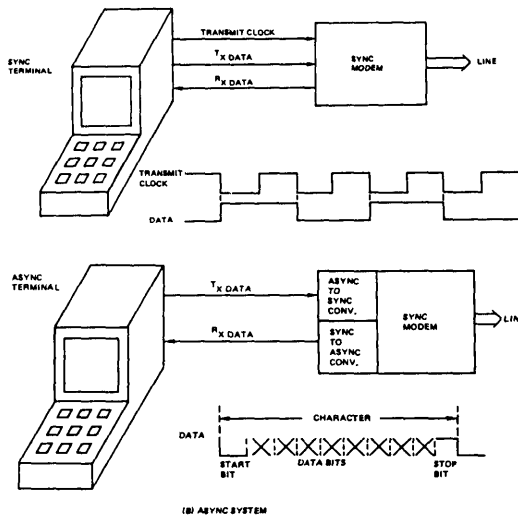 TRANSMIT CLOCK
SYNC TERMINAL
TX DATA
SYNC MODEM
LINE
RX DATA
TRANSMIT CLOCK
DATA
ASYNC TERMINAL
TX DATA
ASYNC TO SYNC CONV.
SYNC MODEM
LIN
RX DATA
SYNC TO ASYNC CONV.
CHARACTER
DATA
START BIT
DATA BITS
STOP BIT
(B) ASYNC SYSTEM